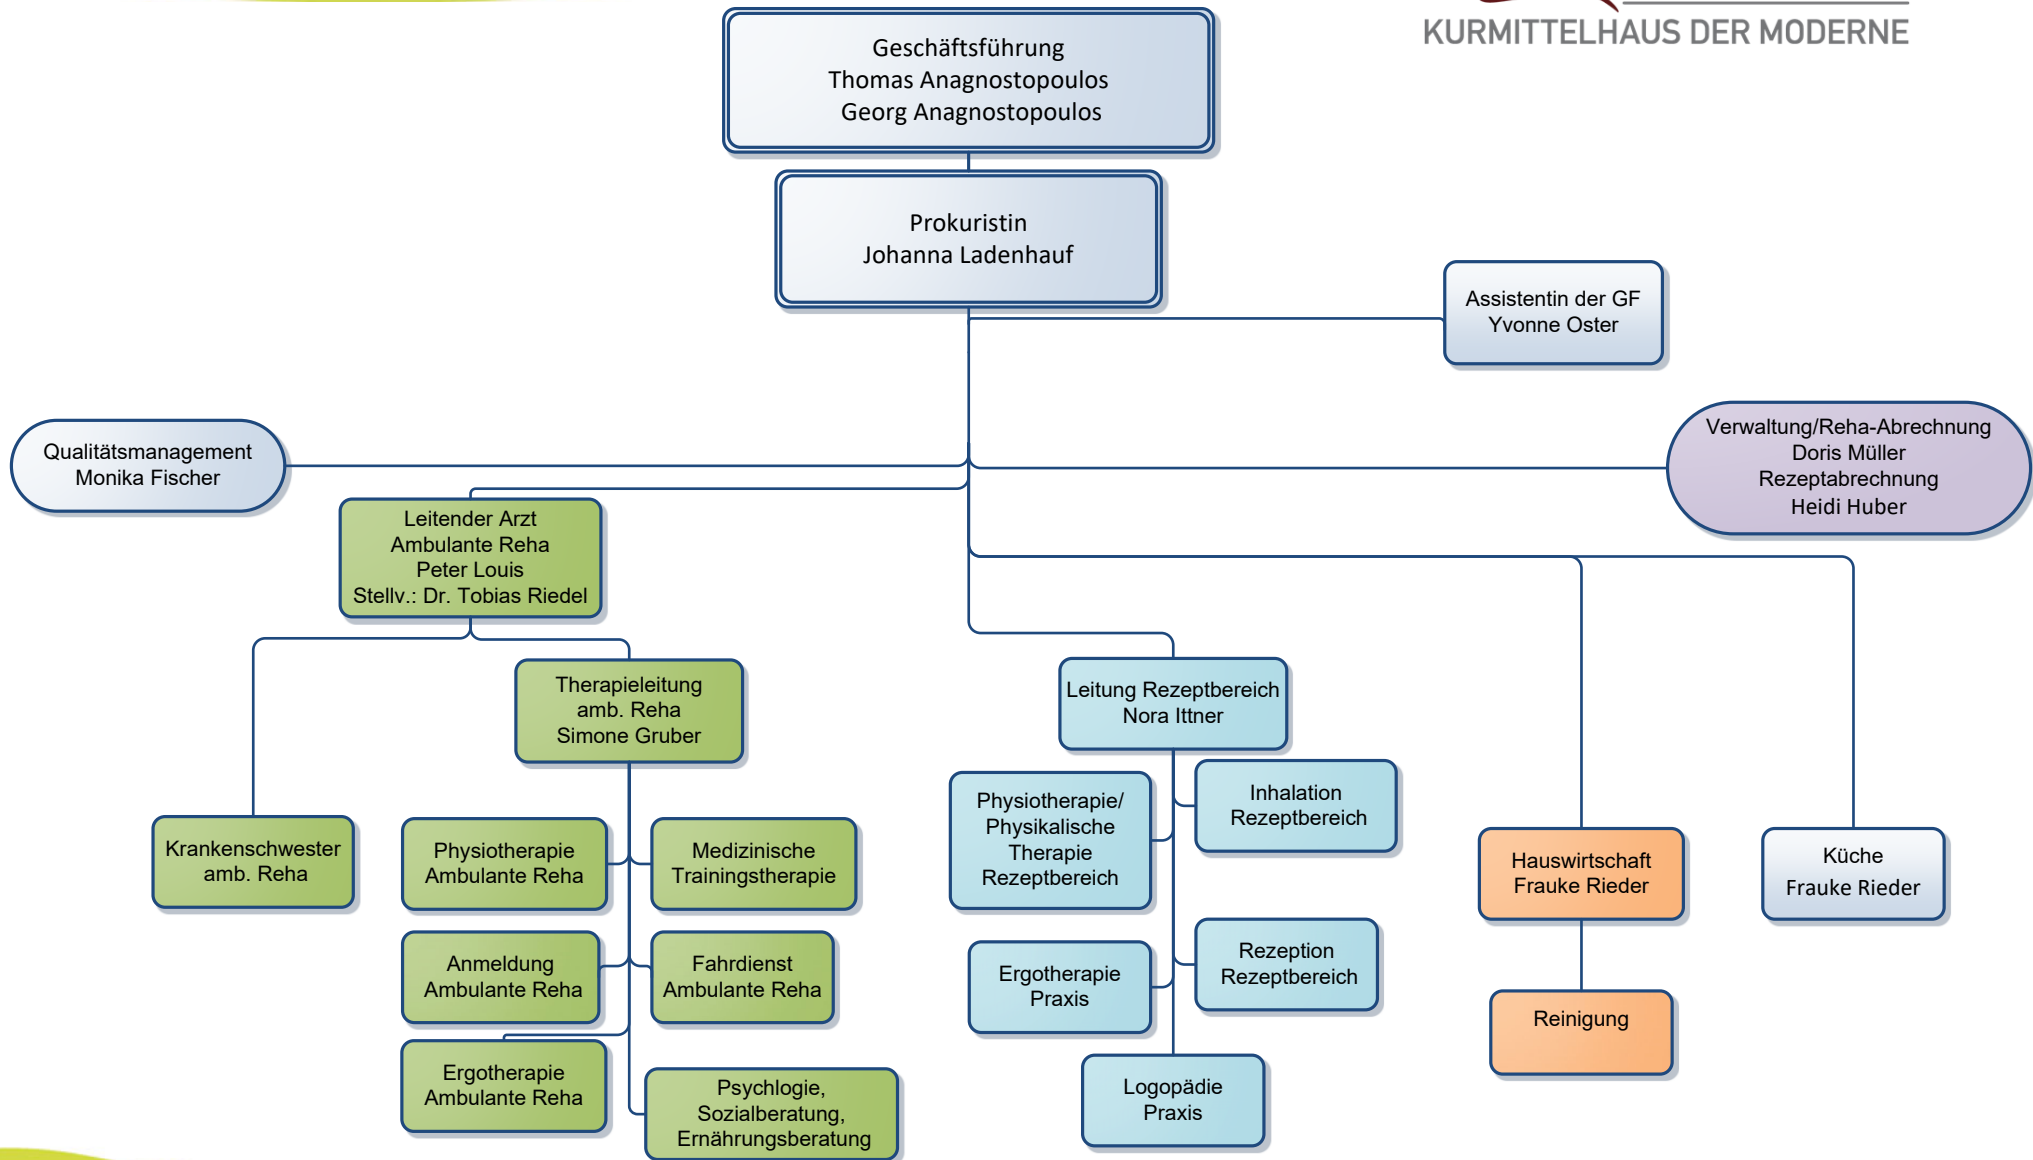 KURMITTELHAUS DER MODERNE
Geschäftsführung
Thomas Anagnostopoulos
Georg Anagnostopoulos
Prokuristin
Johanna Ladenhauf
Assistentin der GF
Yvonne Oster
Qualitätsmanagement
Monika Fischer
Verwaltung/Reha-Abrechnung
Doris Müller
Rezeptabrechnung
Heidi Huber
Leitender Arzt
Ambulante Reha
Peter Louis
Stellv.: Dr. Tobias Riedel
Therapieleitung
amb. Reha
Simone Gruber
Leitung Rezeptbereich
Nora Ittner
Krankenschwester
amb. Reha
Physiotherapie
Ambulante Reha
Medizinische
Trainingstherapie
Anmeldung
Ambulante Reha
Fahrdienst
Ambulante Reha
Ergotherapie
Ambulante Reha
Psychlogie,
Sozialberatung,
Ernährungsberatung
Physiotherapie/
Physikalische
Therapie
Rezeptbereich
Inhalation
Rezeptbereich
Ergotherapie
Praxis
Rezeption
Rezeptbereich
Logopädie
Praxis
Hauswirtschaft
Frauke Rieder
Reinigung
Küche
Frauke Rieder